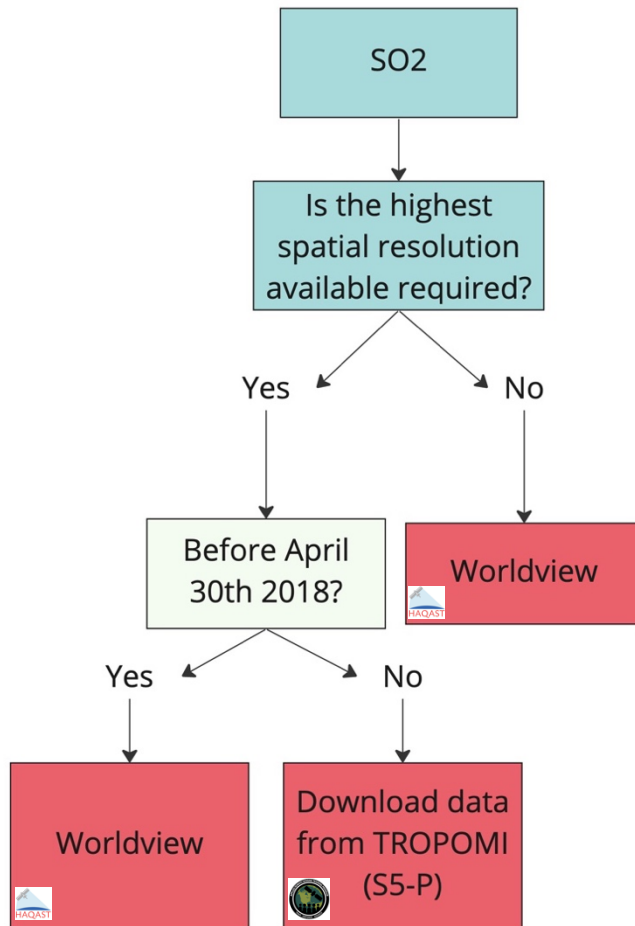 SO2
Is the highest
spatial resolution
available required?
Yes
No
Before April
30th 2018?
Worldview
HAQAST
Yes
No
Worldview
HAQAST
Download data
from TROPOMI
(S5-P)